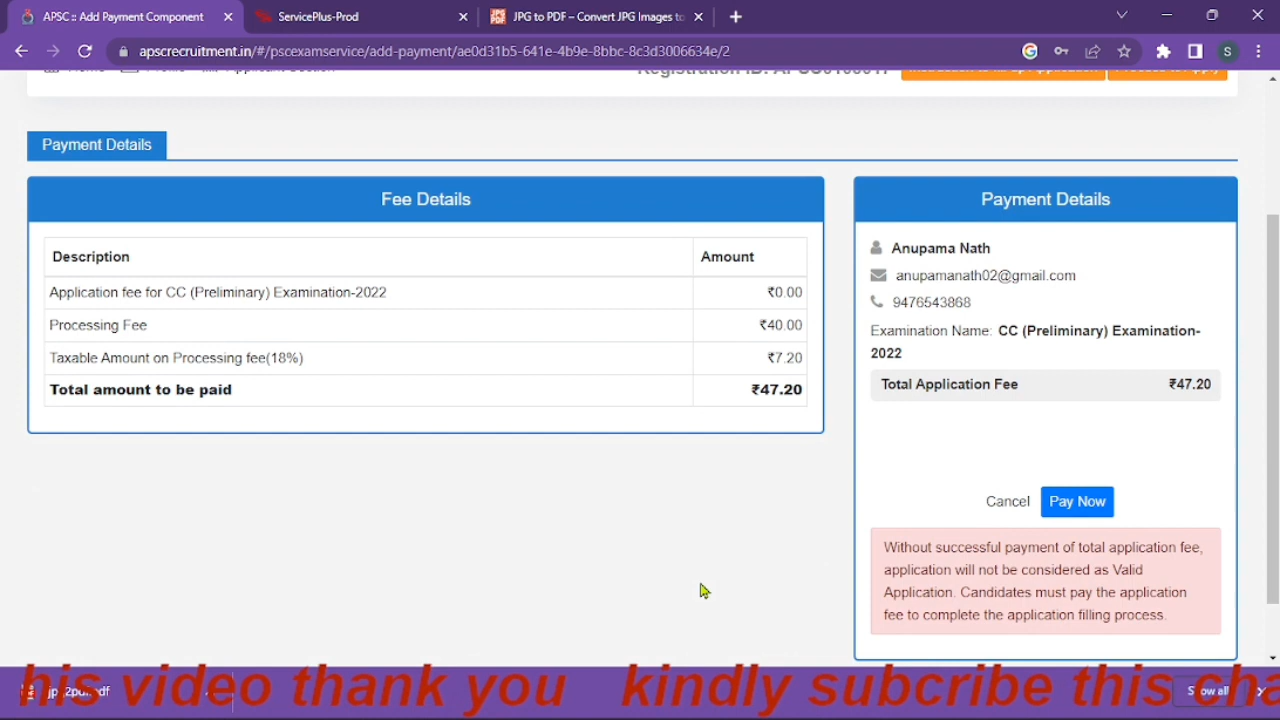 APSC :: Add Payment Component
ServicePlus-Prod
JPG to PDF – Convert JPG Images to
apscrecruitment.in/#/pscexamservice/add-payment/ae0d31b5-641e-4b9e-8bbc-8c3d3006634e/2
S
Payment Details
Fee Details
Description Amount
Application fee for CC (Preliminary) Examination-2022 ₹0.00
Processing Fee ₹40.00
Taxable Amount on Processing fee(18%) ₹7.20
Total amount to be paid ₹47.20
Payment Details
Anupama Nath
anupamanath02@gmail.com
9476543868
Examination Name: CC (Preliminary) Examination-
2022
Total Application Fee ₹47.20
Cancel Pay Now
Without successful payment of total application fee,
application will not be considered as Valid
Application. Candidates must pay the application
fee to complete the application filling process.
his video thank you kindly subcribe this cha
Show all